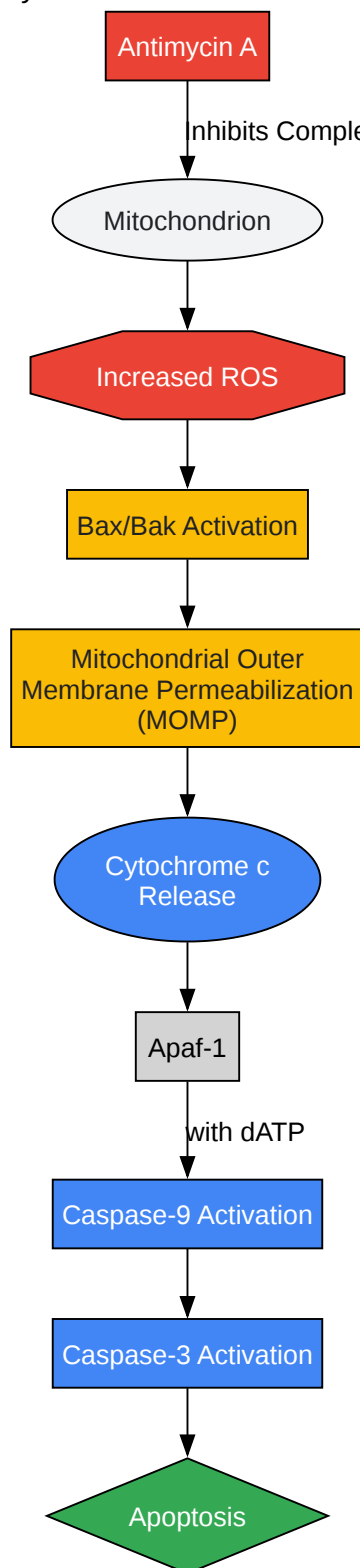 Antimycin A
Inhibits
Mitochondrion
Increased ROS
Bax/Bak Activation
Mitochondrial Outer
Membrane Permeabilization
(MOMP)
Cytochrome c
Release
Apaf-1
with dATP
Caspase-9 Activation
Caspase-3 Activation
Apoptosis